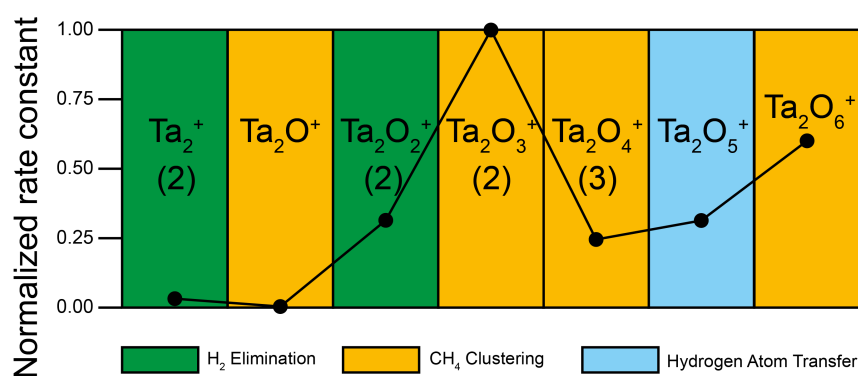 Normalized rate constant
1.00
0.75
0.50
0.25
0.00
Ta₂⁺
(2)
Ta₂O⁺
Ta₂O₂⁺
(2)
Ta₂O₃⁺
(2)
Ta₂O₄⁺
(3)
Ta₂O₅⁺
Ta₂O₆⁺
H₂ Elimination
CH₄ Clustering
Hydrogen Atom Transfer